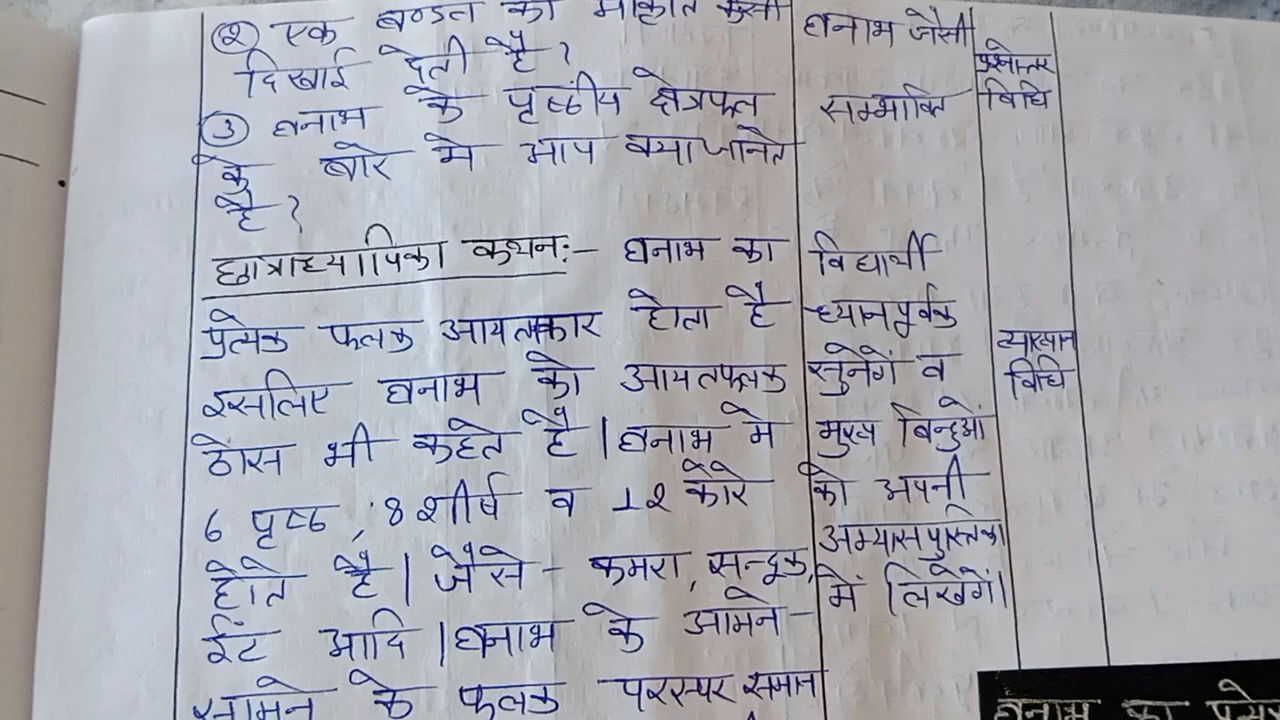 ② एक बण्डल की आकृति कैसी
दिखाई देती है ?
③ घनाभ के पृष्ठीय क्षेत्रफल
के बारे मे आप क्या जानते
है ?
छात्राध्यापिका कथन:- घनाभ का
प्रत्येक फलक आयताकार होता है
इसलिए घनाभ को आयतफलक
ठोस भी कहते है | घनाभ मे
6 पृष्ठ , 8 शीर्ष व 12 कोरे
होते है | जैसे - कमरा, सन्दूक,
ईंट आदि | घनाभ के आमने-
सामने के फलक परस्पर समान
घनाभ जैसी
सम्भावित
विद्यार्थी
ध्यानपूर्वक
सुनेगें व
मुख्य बिन्दुओं
को अपनी
अभ्यासपुस्तिका
में लिखेगें।
प्रश्नोत्तर
विधि
व्याख्यान
विधि
घनाभ का प्रत्येक